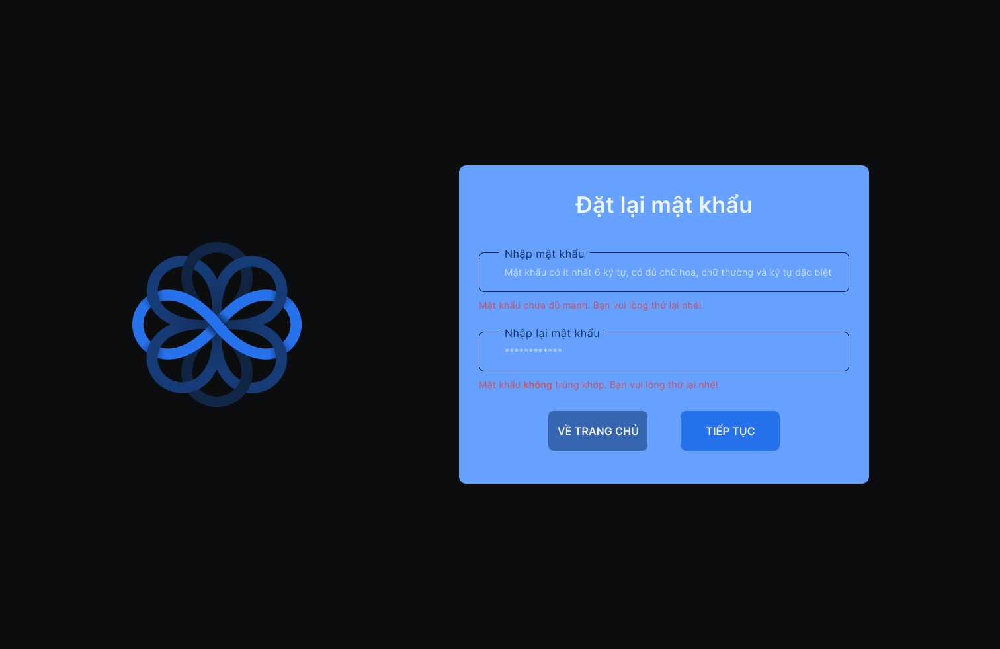 Đặt lại mật khẩu
Nhập mật khẩu
Mật khẩu có ít nhất 6 ký tự, có đủ chữ hoa, chữ thường và ký tự đặc biệt
Mật khẩu chưa đủ mạnh. Bạn vui lòng thử lại nhé!
Nhập lại mật khẩu
************
Mật khẩu không trùng khớp. Bạn vui lòng thử lại nhé!
VỀ TRANG CHỦ
TIẾP TỤC